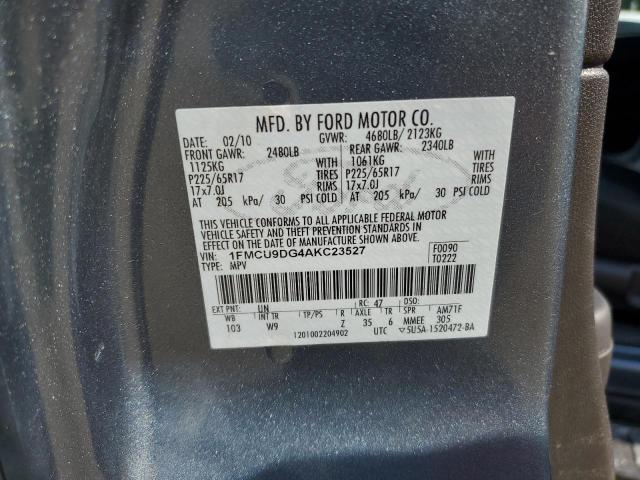 MFD. BY FORD MOTOR CO.
DATE: 02/10 GVWR: 4680LB/ 2123KG
FRONT GAWR: 2480LB REAR GAWR: 2340LB
1125KG WITH 1061KG WITH
P225/65R17 TIRES P225/65R17 TIRES
17x7.0J RIMS 17x7.0J RIMS
AT 205 kPa/ 30 PSI COLD AT 205 kPa/ 30 PSI COLD
THIS VEHICLE CONFORMS TO ALL APPLICABLE FEDERAL MOTOR
VEHICLE SAFETY AND THEFT PREVENTION STANDARDS
IN EFFECT ON THE DATE OF MANUFACTURE SHOWN ABOVE.
VIN: 1FMCU9DG4AKC23527 F0090
TYPE: MPV T0222
EXT PNT: UN RC: 47 DSO:
WB INT TR TP/PS R AXLE TR SPR AM71F
103 W9 Z 35 6 MMEE 305
1201002204902 UTC 5U5A-1520472-BA
Ford